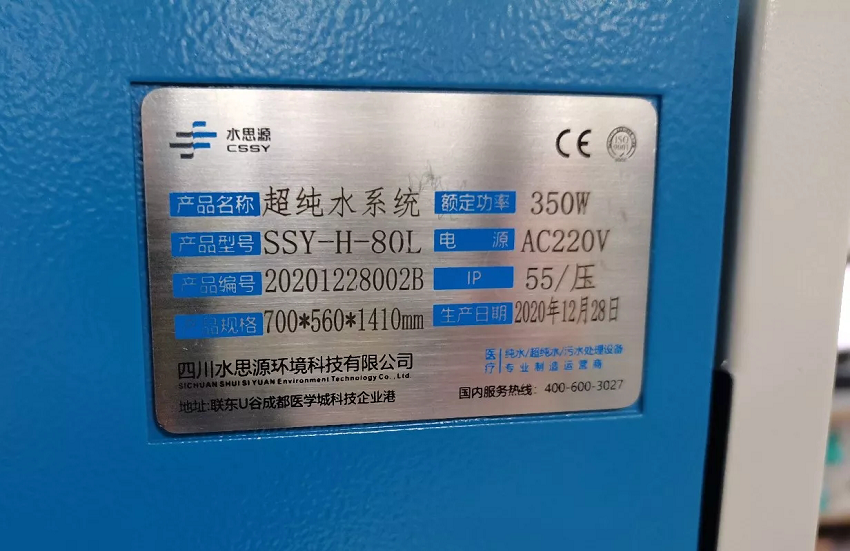 水思源
CSSY
CE
ISO
9001
产品名称 超纯水系统 额定功率 350W
产品型号 SSY-H-80L 电 源 AC220V
产品编号 20201228002B IP 55/压
产品规格 700*560*1410mm 生产日期 2020年12月28日
四川水思源环境科技有限公司
SICHUAN SHUI SI YUAN Environment Technology Co., Ltd.
地址:联东U谷成都医学城科技企业港
医疗 纯水/超纯水/污水处理设备
专业制造运营商
国内服务热线: 400-600-3027